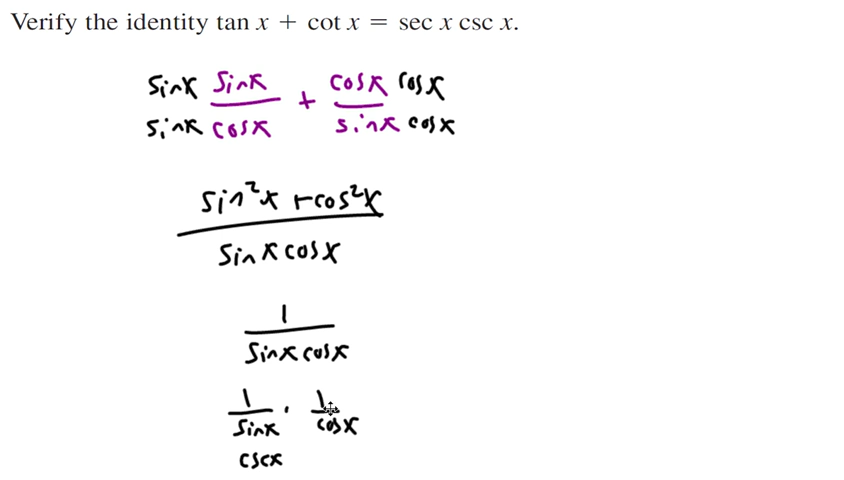 Verify the identity tan x + cot x = sec x csc x.
sinx sinx + cosx cosx
sinx cosx sinx cosx
sin²x + cos²x
sinx cosx
1
sinx cosx
1 · 1
sinx cosx
cscx